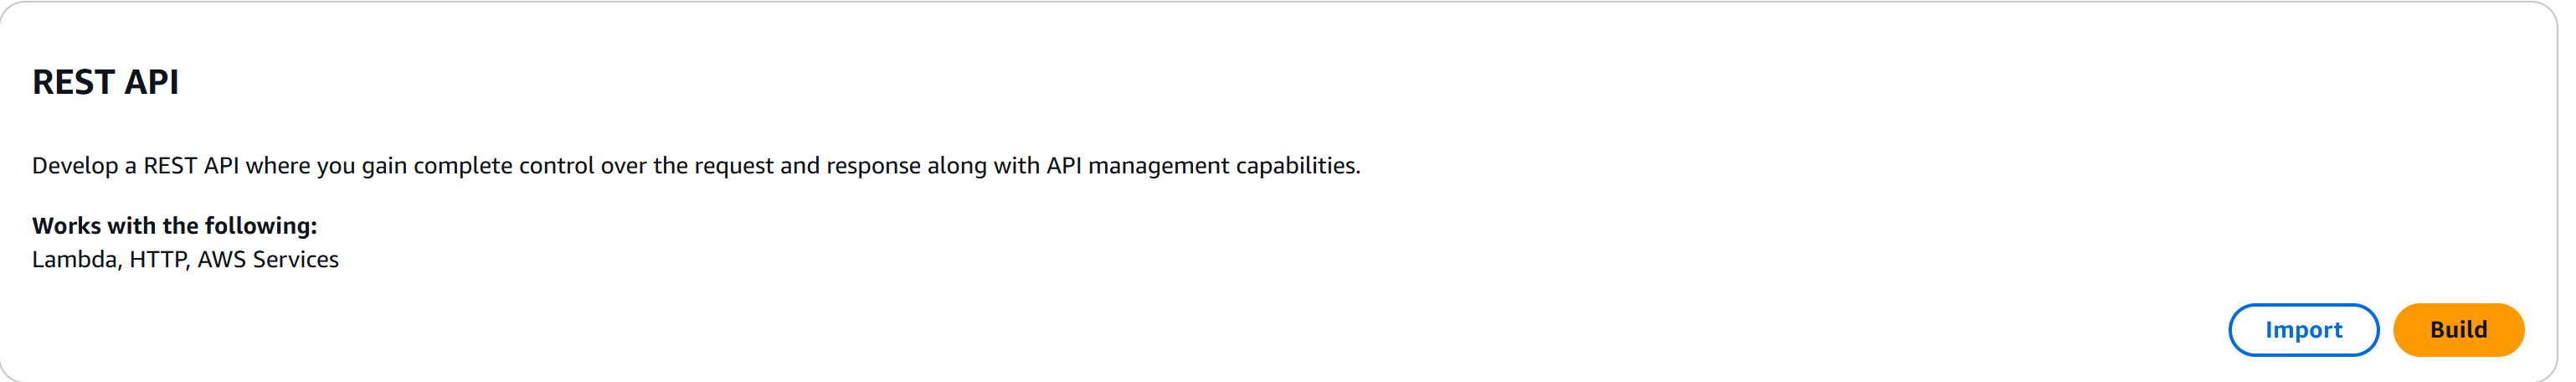 REST API
Develop a REST API where you gain complete control over the request and response along with API management capabilities.
Works with the following:
Lambda, HTTP, AWS Services
Import
Build